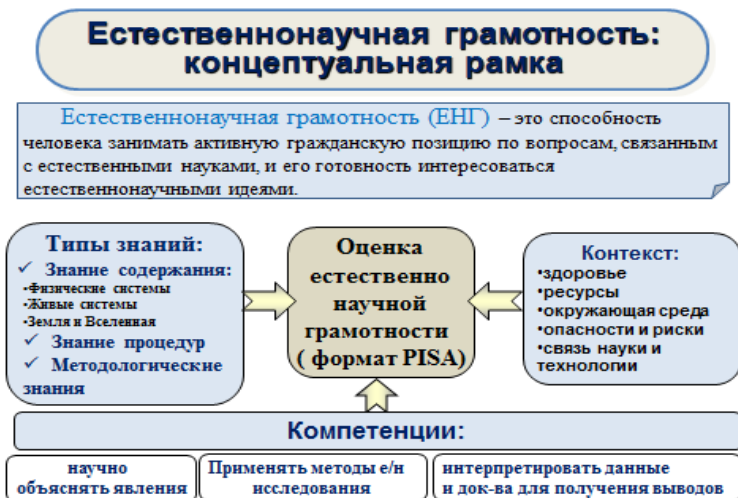 Естественнонаучная грамотность:
концептуальная рамка
Естественнонаучная грамотность (ЕНГ) – это способность
человека занимать активную гражданскую позицию по вопросам, связанным
с естественными науками, и его готовность интересоваться
естественнонаучными идеями.
Типы знаний:
✓ Знание содержания:
•Физические системы
•Живые системы
•Земля и Вселенная
✓ Знание процедур
✓ Методологические
знания
Оценка
естественно
научной
грамотности
( формат PISA)
Контекст:
•здоровье
•ресурсы
•окружающая среда
•опасности и риски
•связь науки и
технологии
Компетенции:
научно
объяснять явления
Применять методы е/н
исследования
интерпретировать данные
и док-ва для получения выводов